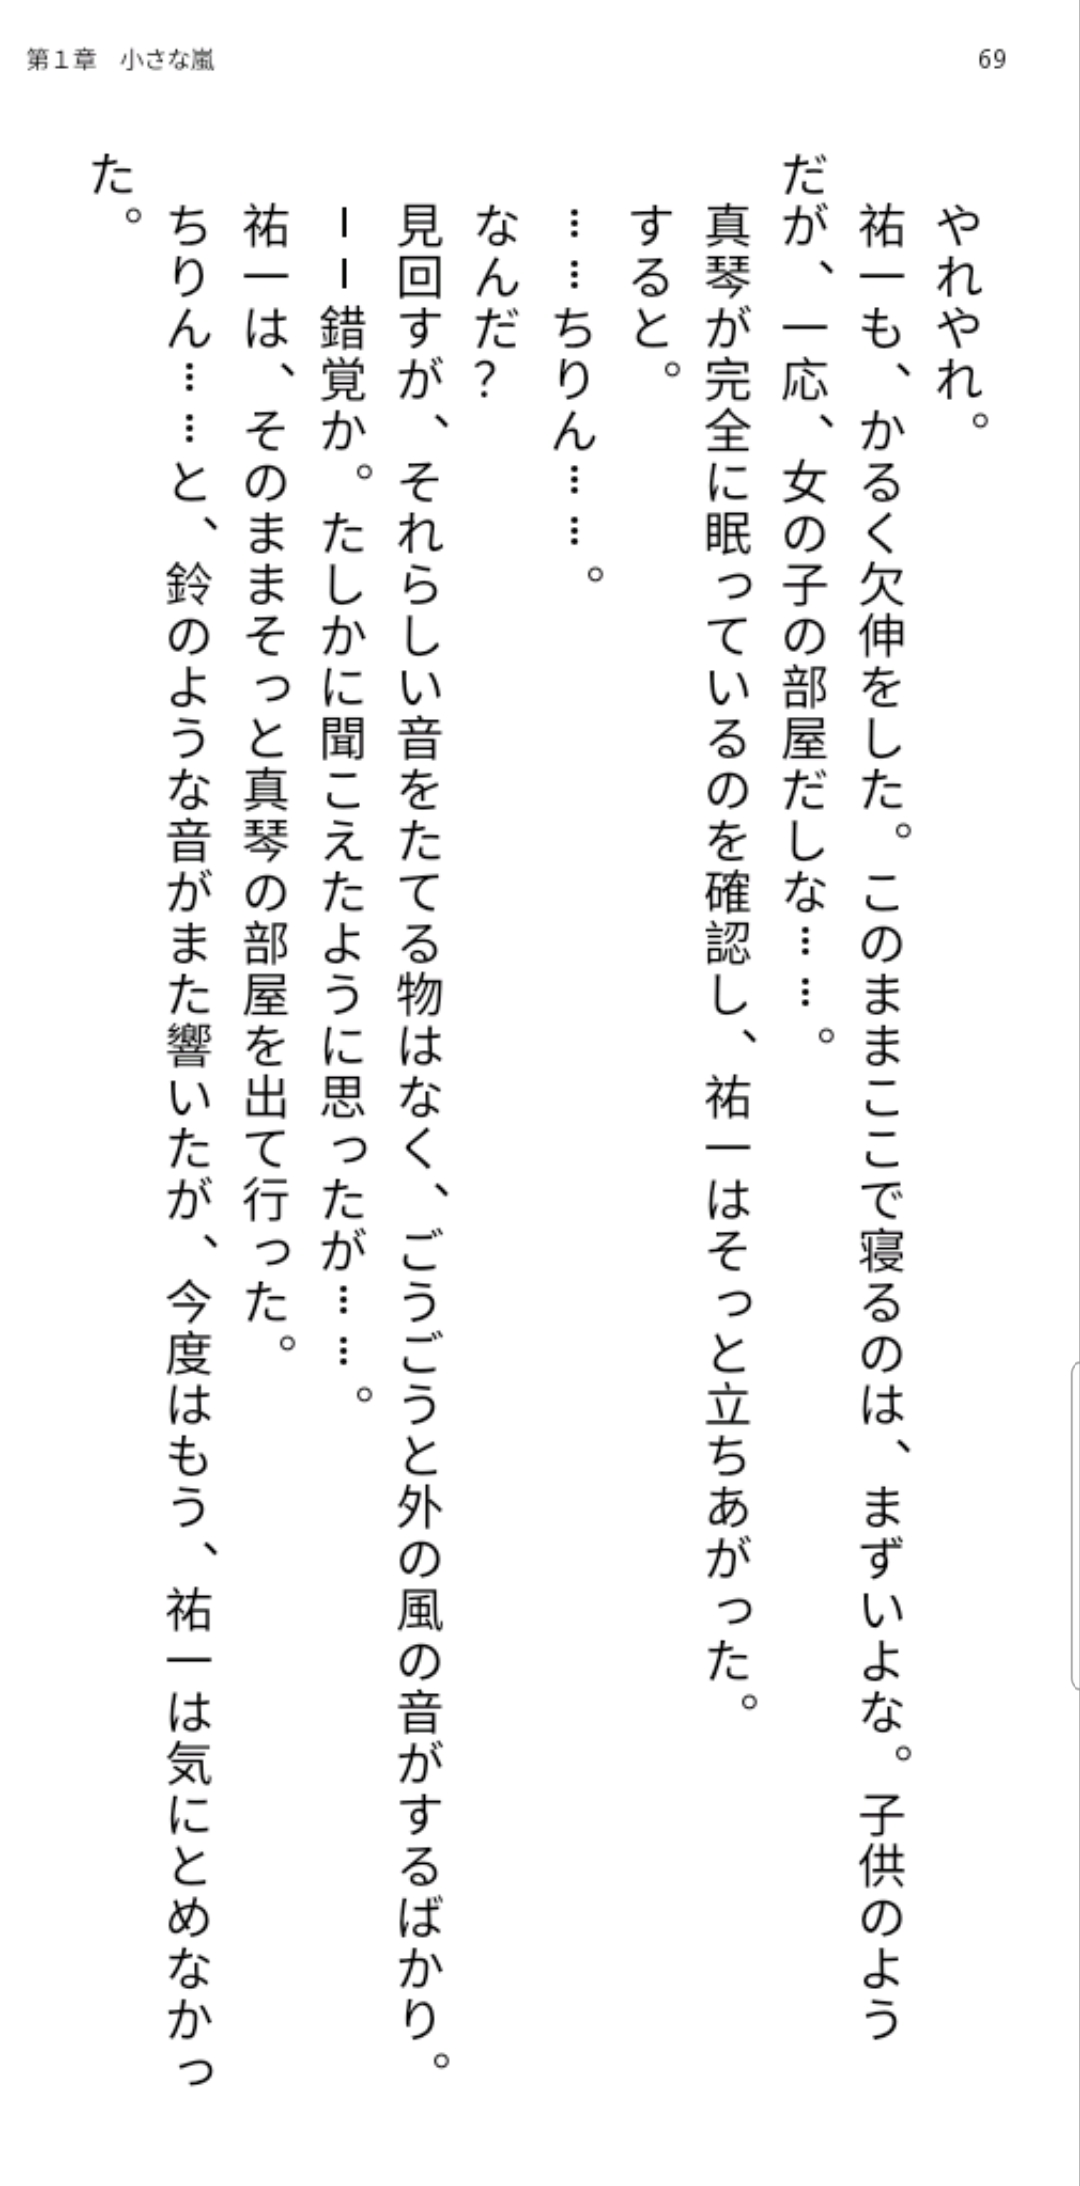 第１章　小さな嵐
69
　やれやれ。
　祐一も、かるく欠伸をした。このままここで寝るのは、まずいよな。子供のよう
だが、一応、女の子の部屋だしな……。
　真琴が完全に眠っているのを確認し、祐一はそっと立ちあがった。
　すると。
　……ちりん……。
　なんだ？
　見回すが、それらしい音をたてる物はなく、ごうごうと外の風の音がするばかり。
　――錯覚か。たしかに聞こえたように思ったが……。
　祐一は、そのままそっと真琴の部屋を出て行った。
　ちりん……と、鈴のような音がまた響いたが、今度はもう、祐一は気にとめなかっ
た。